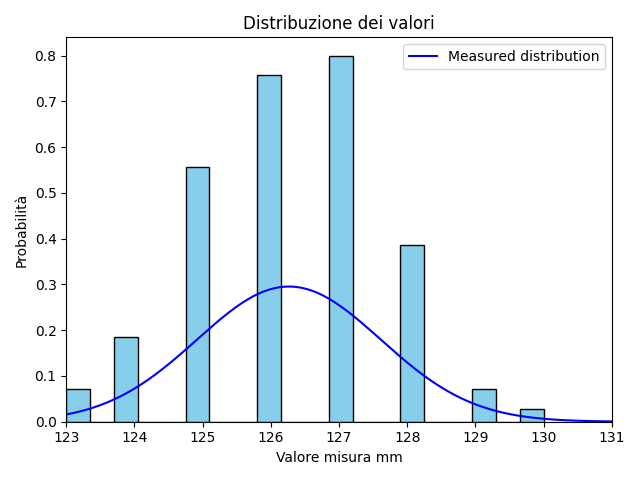 Distribuzione dei valori
Measured distribution
0.8
0.7
0.6
0.5
0.4
0.3
0.2
0.1
0.0
Probabilità
123 124 125 126 127 128 129 130 131
Valore misura mm